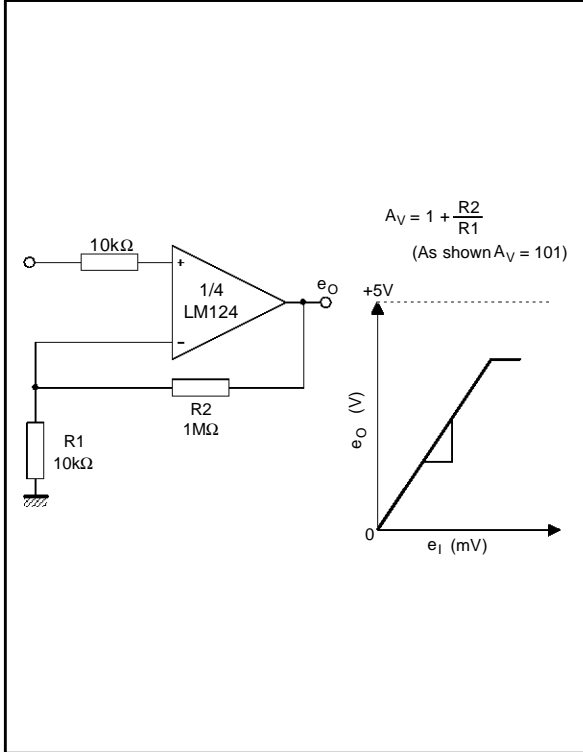 10kΩ
+
1/4
LM124
−
e_O
R2
1MΩ
R1
10kΩ
A_V = 1 + R2/R1
(As shown A_V = 101)
+5V
e_O (V)
0
e_I (mV)